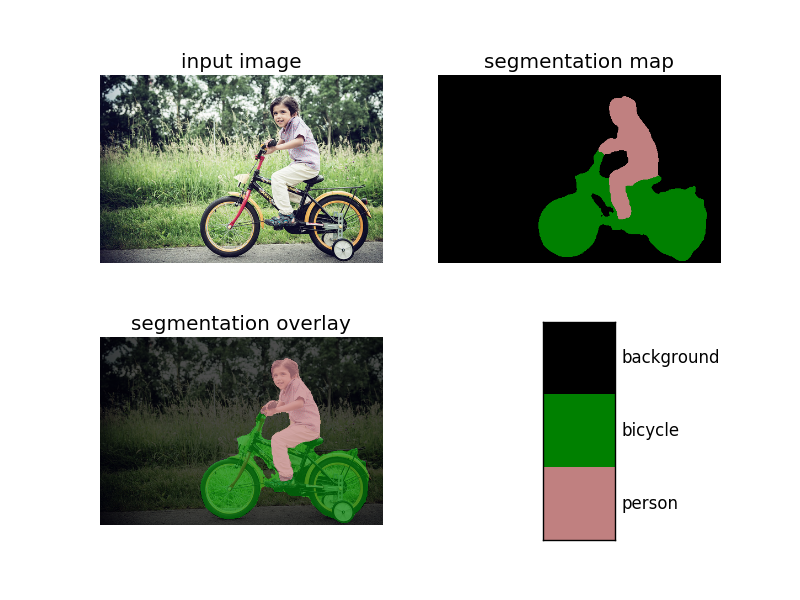 input image
segmentation map
segmentation overlay
background
bicycle
person